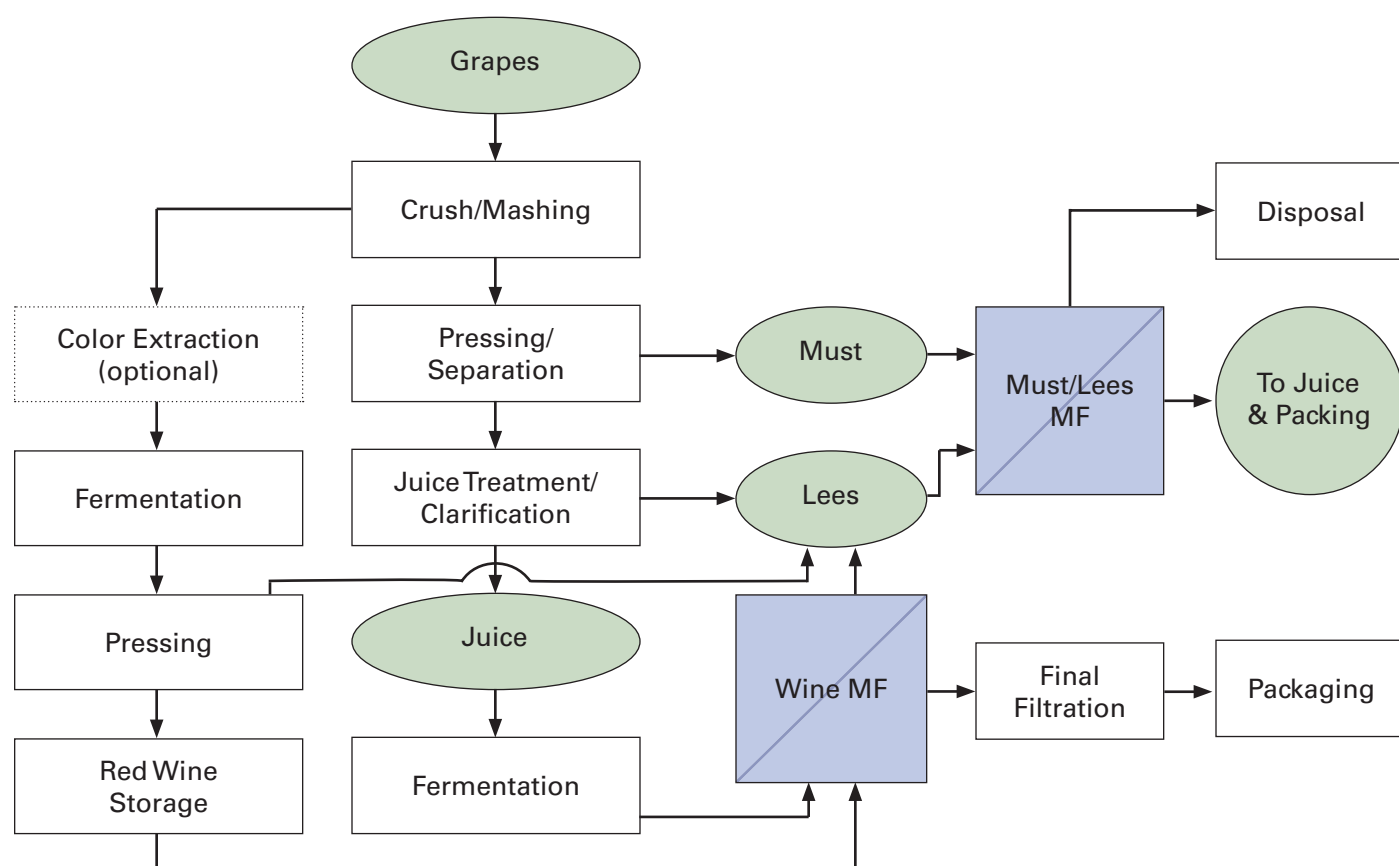 Grapes
Crush/Mashing
Disposal
Color Extraction
(optional)
Pressing/
Separation
Must
Must/Lees
MF
To Juice
& Packing
Fermentation
Juice Treatment/
Clarification
Lees
Pressing
Juice
Wine MF
Final
Filtration
Packaging
Red Wine
Storage
Fermentation